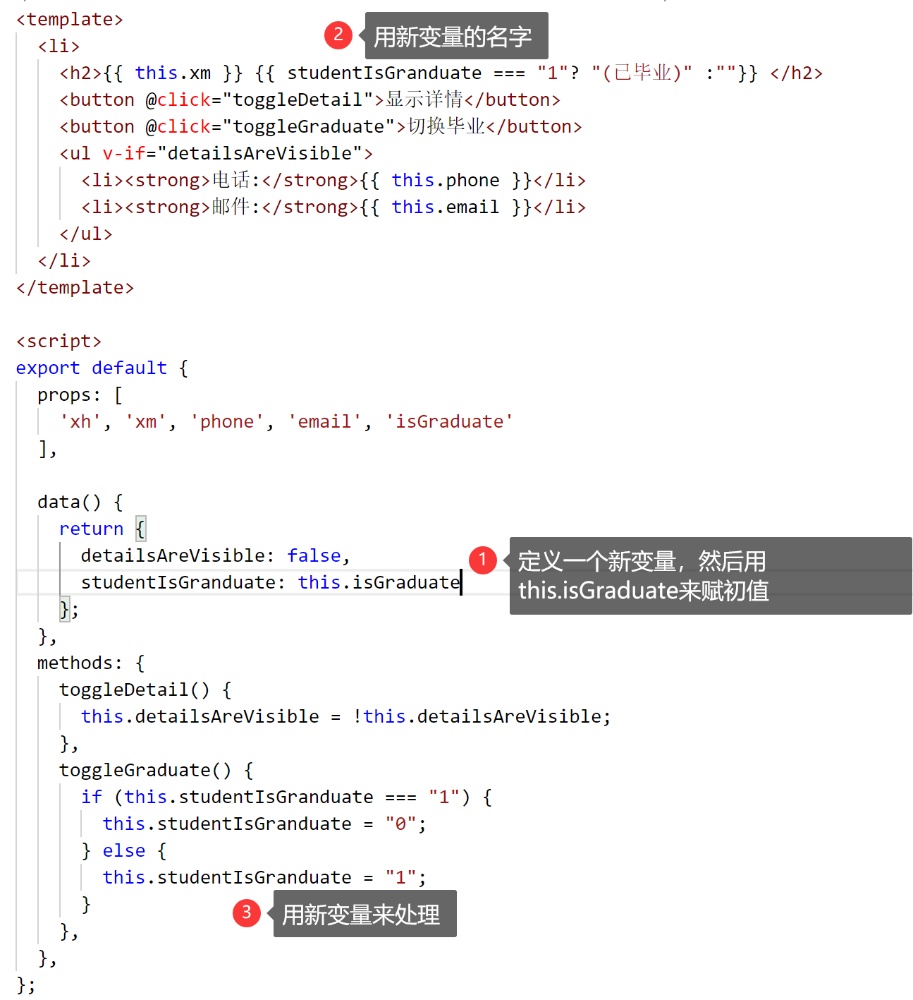 <template>
2 用新变量的名字
<li>
<h2>{{ this.xm }} {{ studentIsGranduate === "1"? "(已毕业)" :""}} </h2>
<button @click="toggleDetail">显示详情</button>
<button @click="toggleGraduate">切换毕业</button>
<ul v-if="detailsAreVisible">
<li><strong>电话:</strong>{{ this.phone }}</li>
<li><strong>邮件:</strong>{{ this.email }}</li>
</ul>
</li>
</template>
<script>
export default {
props: [
'xh', 'xm', 'phone', 'email', 'isGraduate'
],
data() {
return {
detailsAreVisible: false,
1 定义一个新变量，然后用
this.isGraduate来赋初值
studentIsGranduate: this.isGraduate
};
},
methods: {
toggleDetail() {
this.detailsAreVisible = !this.detailsAreVisible;
},
toggleGraduate() {
if (this.studentIsGranduate === "1") {
this.studentIsGranduate = "0";
} else {
this.studentIsGranduate = "1";
}
3 用新变量来处理
},
},
};